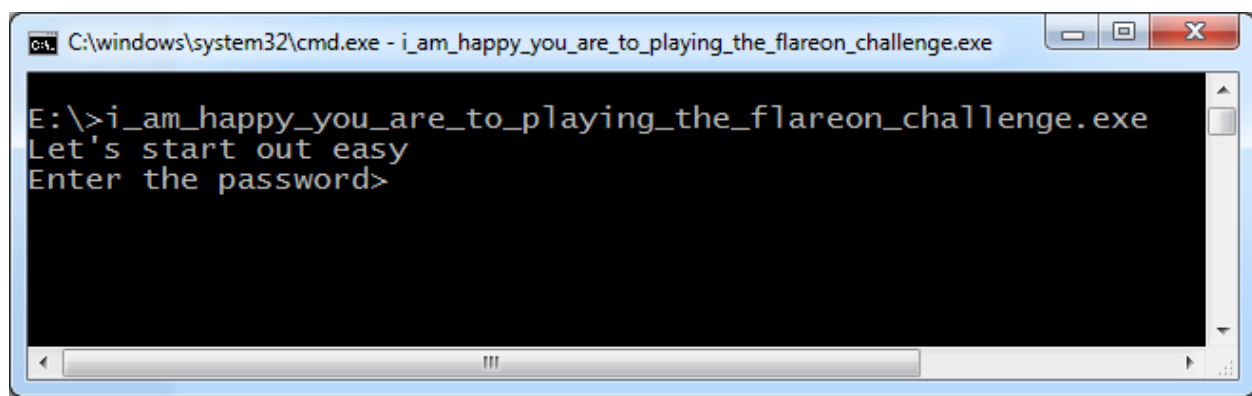 C:\windows\system32\cmd.exe - i_am_happy_you_are_to_playing_the_flareon_challenge.exe
E:\>i_am_happy_you_are_to_playing_the_flareon_challenge.exe
Let's start out easy
Enter the password>